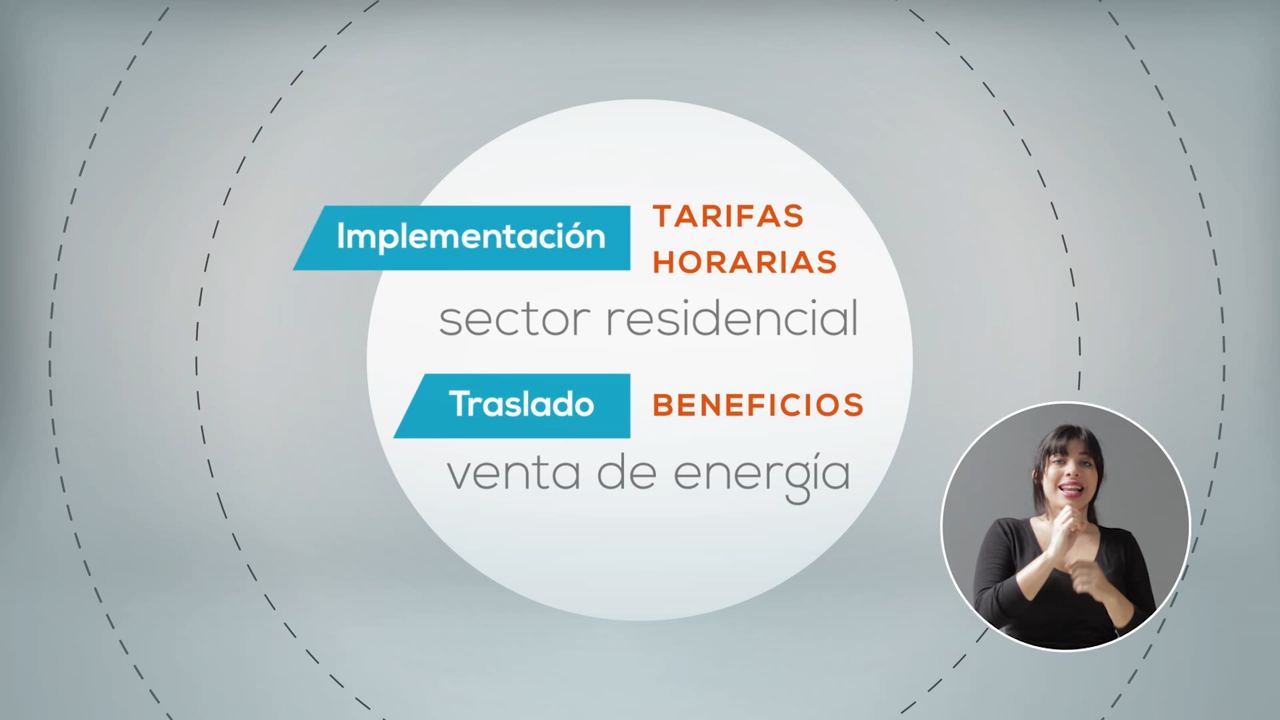 Implementación TARIFAS
HORARIAS
sector residencial
Traslado BENEFICIOS
venta de energía